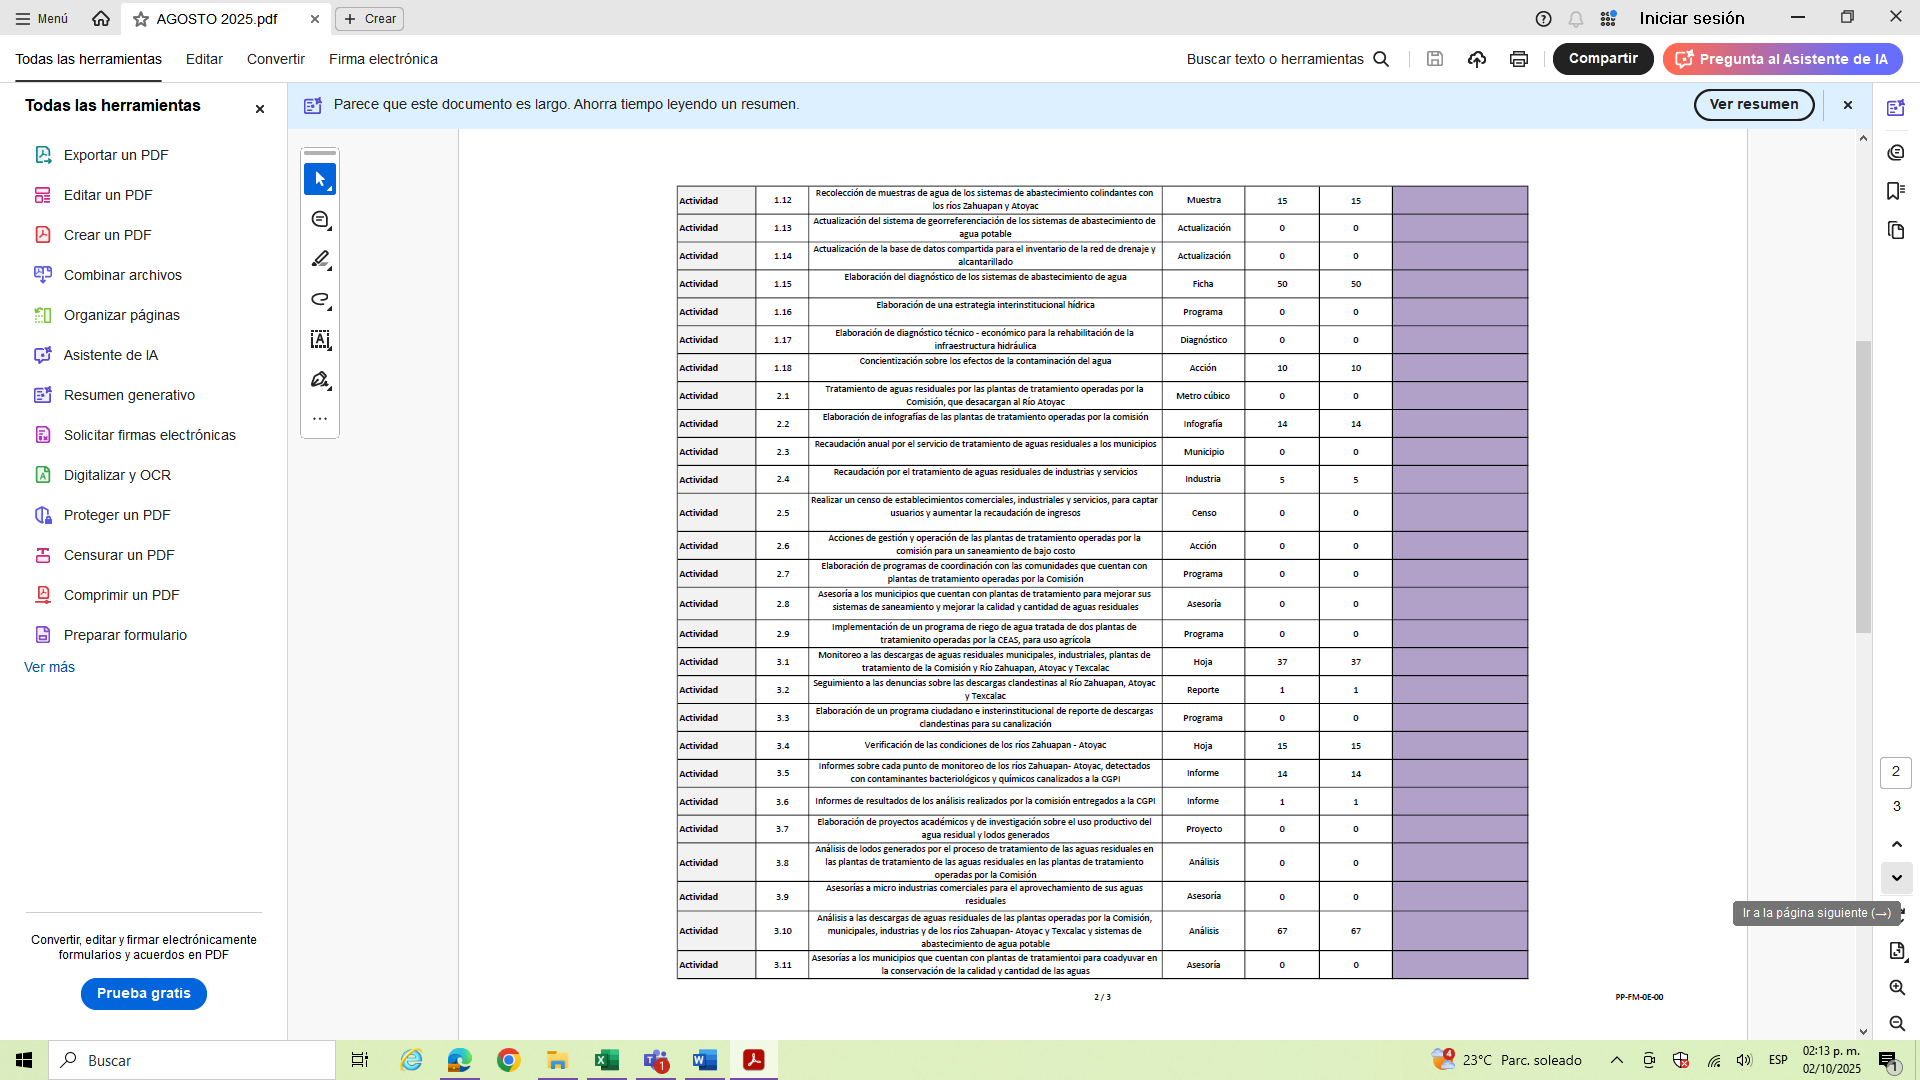 Menú
AGOSTO 2025.pdf
Crear
Iniciar sesión
Todas las herramientas
Editar
Convertir
Firma electrónica
Buscar texto o herramientas
Compartir
Pregunta al Asistente de IA
Todas las herramientas
Parece que este documento es largo. Ahorra tiempo leyendo un resumen.
Ver resumen
Exportar un PDF
Editar un PDF
Crear un PDF
Combinar archivos
Organizar páginas
Asistente de IA
Resumen generativo
Solicitar firmas electrónicas
Digitalizar y OCR
Proteger un PDF
Censurar un PDF
Comprimir un PDF
Preparar formulario
Ver más
Convertir, editar y firmar electrónicamente
formularios y acuerdos en PDF
Prueba gratis
Actividad 1.12 Recolección de muestras de agua de los sistemas de abastecimiento colindantes con
los ríos Zahuapan y Atoyac Muestra 15 15
Actividad 1.13 Actualización del sistema de georreferenciación de los sistemas de abastecimiento de
agua potable Actualización 0 0
Actividad 1.14 Actualización de la base de datos compartida para el inventario de la red de drenaje y
alcantarillado Actualización 0 0
Actividad 1.15 Elaboración del diagnóstico de los sistemas de abastecimiento de agua Ficha 50 50
Actividad 1.16 Elaboración de una estrategia interinstitucional hídrica Programa 0 0
Actividad 1.17 Elaboración de diagnóstico técnico - económico para la rehabilitación de la
infraestructura hidráulica Diagnóstico 0 0
Actividad 1.18 Concientización sobre los efectos de la contaminación del agua Acción 10 10
Actividad 2.1 Tratamiento de aguas residuales por las plantas de tratamiento operadas por la
Comisión, que desacargan al Río Atoyac Metro cúbico 0 0
Actividad 2.2 Elaboración de infografías de las plantas de tratamiento operadas por la comisión Infografía 14 14
Actividad 2.3 Recaudación anual por el servicio de tratamiento de aguas residuales a los municipios Municipio 0 0
Actividad 2.4 Recaudación por el tratamiento de aguas residuales de industrias y servicios Industria 5 5
Actividad 2.5 Realizar un censo de establecimientos comerciales, industriales y servicios, para captar
usuarios y aumentar la recaudación de ingresos Censo 0 0
Actividad 2.6 Acciones de gestión y operación de las plantas de tratamiento operadas por la
comisión para un saneamiento de bajo costo Acción 0 0
Actividad 2.7 Elaboración de programas de coordinación con las comunidades que cuentan con
plantas de tratamiento operadas por la Comisión Programa 0 0
Actividad 2.8 Asesoría a los municipios que cuentan con plantas de tratamiento para mejorar sus
sistemas de saneamiento y mejorar la calidad y cantidad de aguas residuales Asesoría 0 0
Actividad 2.9 Implementación de un programa de riego de agua tratada de dos plantas de
tratamienito operadas por la CEAS, para uso agrícola Programa 0 0
Actividad 3.1 Monitoreo a las descargas de aguas residuales municipales, industriales, plantas de
tratamiento de la Comisión y Río Zahuapan, Atoyac y Texcalac Hoja 37 37
Actividad 3.2 Seguimiento a las denuncias sobre las descargas clandestinas al Río Zahuapan, Atoyac
y Texcalac Reporte 1 1
Actividad 3.3 Elaboración de un programa ciudadano e insterinstitucional de reporte de descargas
clandestinas para su canalización Programa 0 0
Actividad 3.4 Verificación de las condiciones de los ríos Zahuapan - Atoyac Hoja 15 15
Actividad 3.5 Informes sobre cada punto de monitoreo de los ríos Zahuapan- Atoyac, detectados
con contaminantes bacteriológicos y químicos canalizados a la CGPI Informe 14 14
Actividad 3.6 Informes de resultados de los análisis realizados por la comisión entregados a la CGPI Informe 1 1
Actividad 3.7 Elaboración de proyectos académicos y de investigación sobre el uso productivo del
agua residual y lodos generados Proyecto 0 0
Actividad 3.8 Análisis de lodos generados por el proceso de tratamiento de las aguas residuales en
las plantas de tratamiento de las aguas residuales en las plantas de tratamiento
operadas por la Comisión Análisis 0 0
Actividad 3.9 Asesorías a micro industrias comerciales para el aprovechamiento de sus aguas
residuales Asesoría 0 0
Actividad 3.10 Análisis a las descargas de aguas residuales de las plantas operadas por la Comisión,
municipales, industrias y de los ríos Zahuapan- Atoyac y Texcalac y sistemas de
abastecimiento de agua potable Análisis 67 67
Actividad 3.11 Asesorías a los municipios que cuentan con plantas de tratamientoi para coadyuvar en
la conservación de la calidad y cantidad de las aguas Asesoría 0 0
2 / 3
PP-FM-0E-00
2
3
Ir a la página siguiente (→)
Buscar
1
4
23°C Parc. soleado
ESP
02:13 p. m.
02/10/2025
1